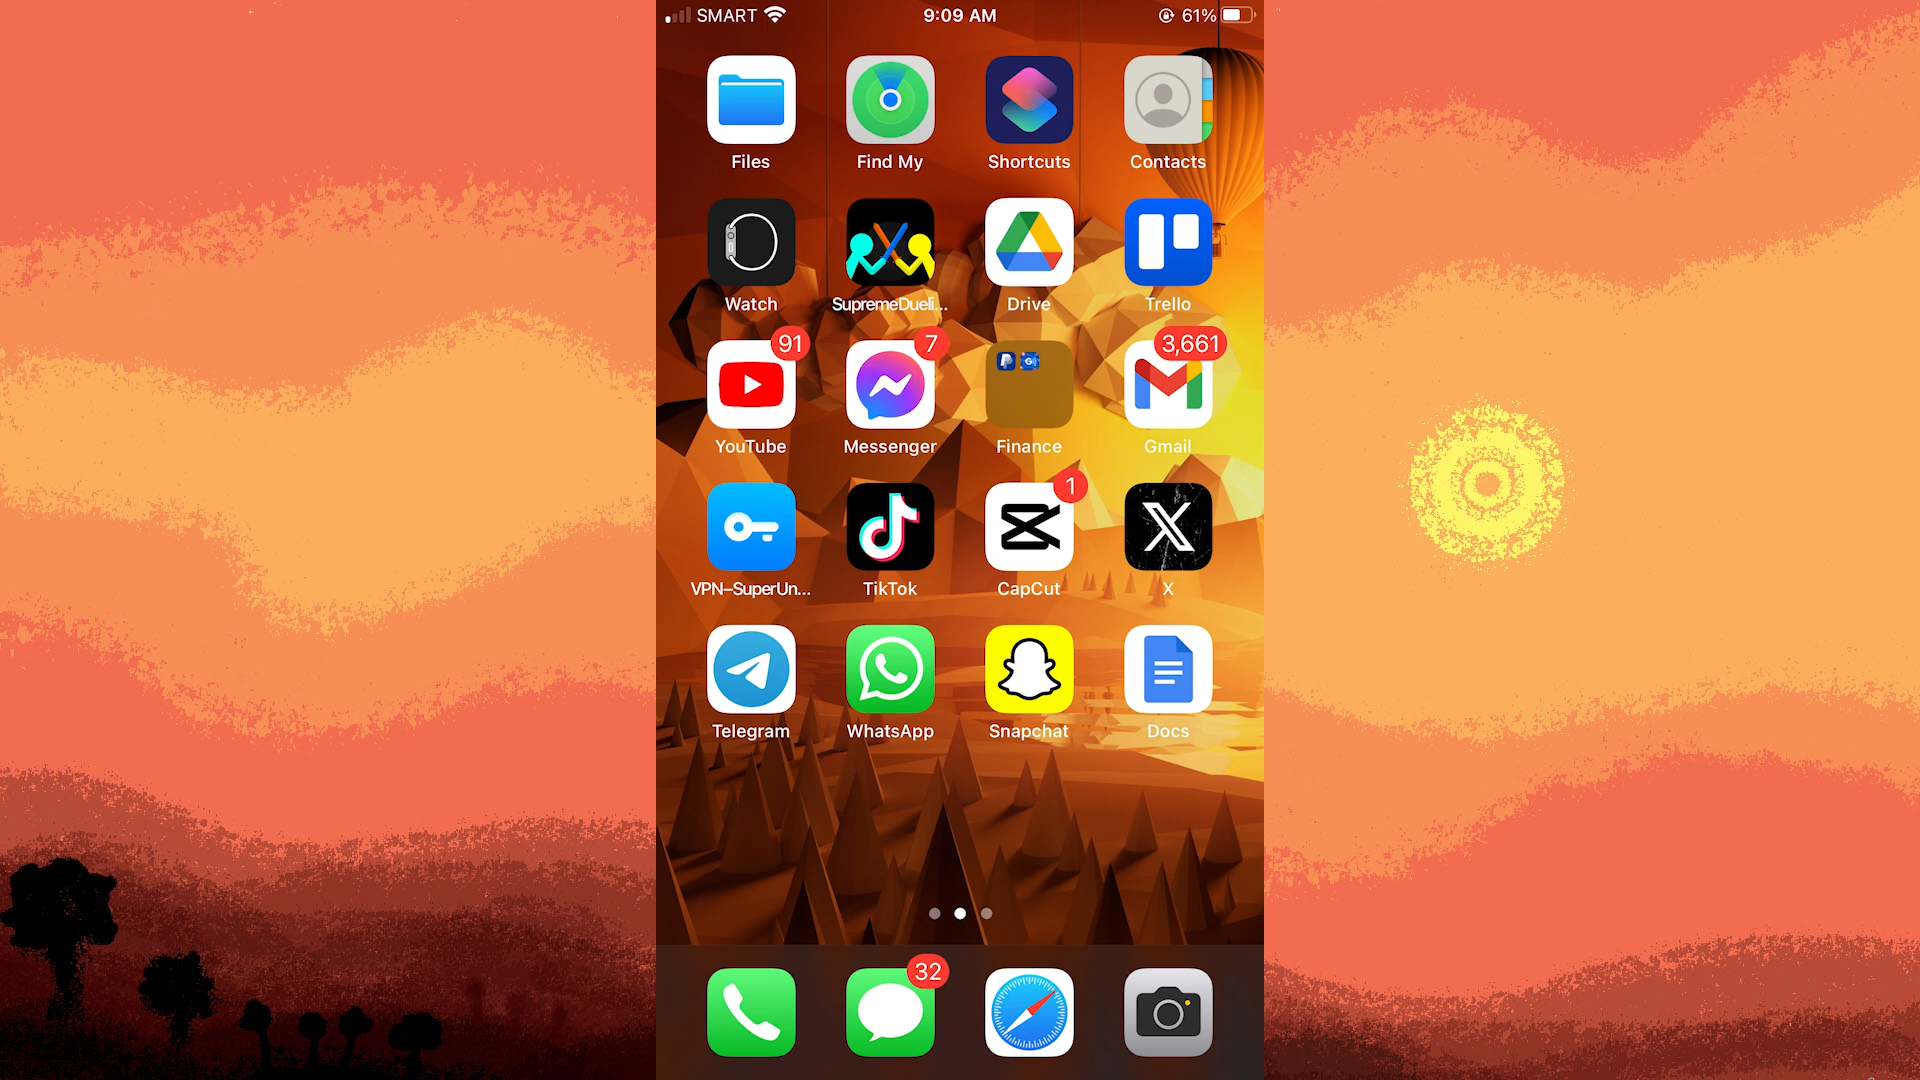 SMART 9:09 AM 61%
Files Find My Shortcuts Contacts
Watch SupremeDueli... Drive Trello
91 7 3,661
YouTube Messenger Finance Gmail
1
VPN–SuperUn... TikTok CapCut X
Telegram WhatsApp Snapchat Docs
32